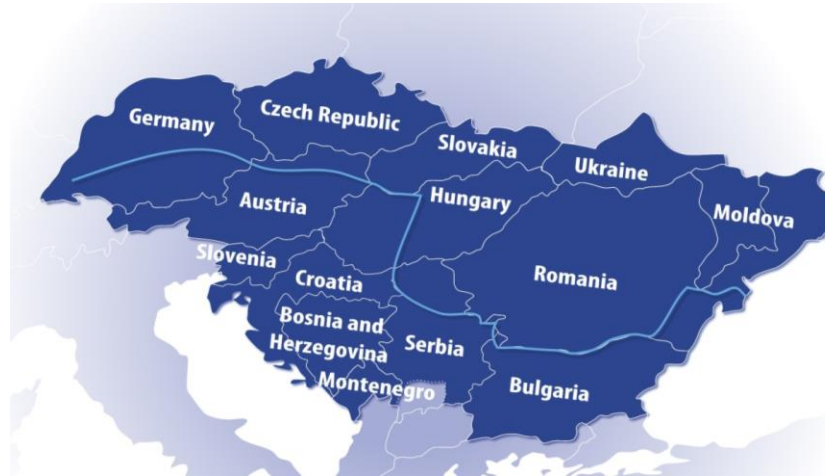 Germany
Czech Republic
Slovakia
Ukraine
Austria
Hungary
Moldova
Slovenia
Croatia
Romania
Bosnia and
Herzegovina
Serbia
Montenegro
Bulgaria